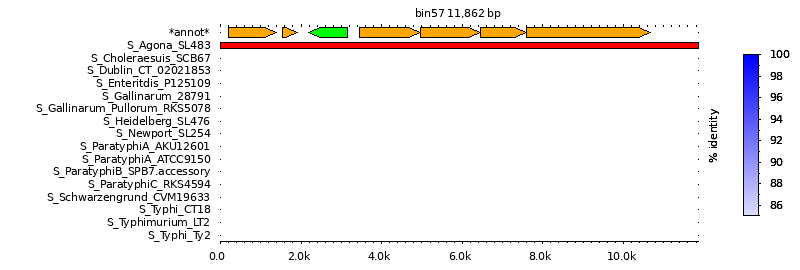 bin57 11,862 bp
*annot*
S_Agona_SL483
S_Choleraesuis_SCB67
S_Dublin_CT_02021853
S_Enteritdis_P125109
S_Gallinarum_28791
S_Gallinarum_Pullorum_RKS5078
S_Heidelberg_SL476
S_Newport_SL254
S_ParatyphiA_AKU12601
S_ParatyphiA_ATCC9150
S_ParatyphiB_SPB7.accessory
S_ParatyphiC_RKS4594
S_Schwarzengrund_CVM19633
S_Typhi_CT18
S_Typhimurium_LT2
S_Typhi_Ty2
0.0 2.0k 4.0k 6.0k 8.0k 10.0k
% identity
100
98
96
94
92
90
88
86